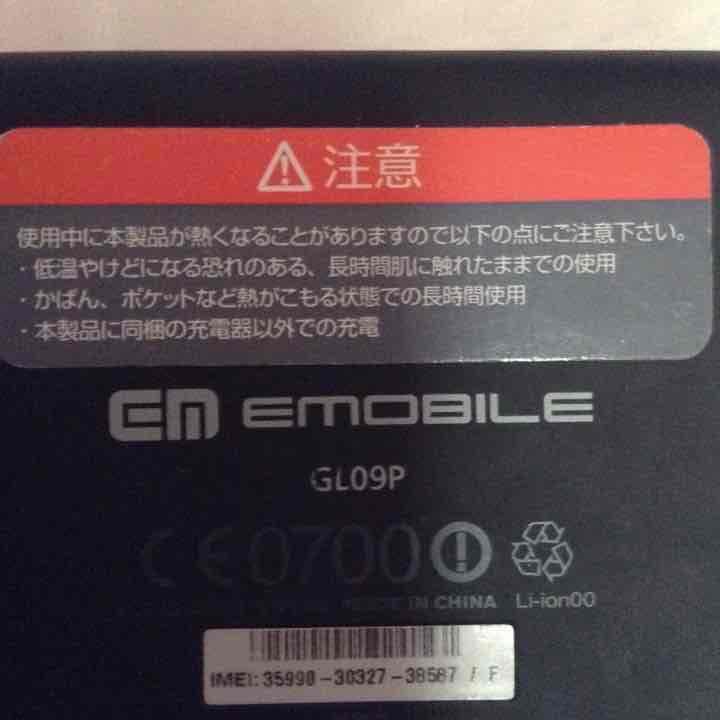 注意
使用中に本製品が熱くなることがありますので以下の点にご注意下さい。
・低温やけどになる恐れのある、長時間肌に触れたままでの使用
・かばん、ポケットなど熱がこもる状態での長時間使用
・本製品に同梱の充電器以外での充電
EM EMOBILE
GL09P
CE0700
MADE IN CHINA Li-ion00
IMEI: 35990-30327-38587 / F